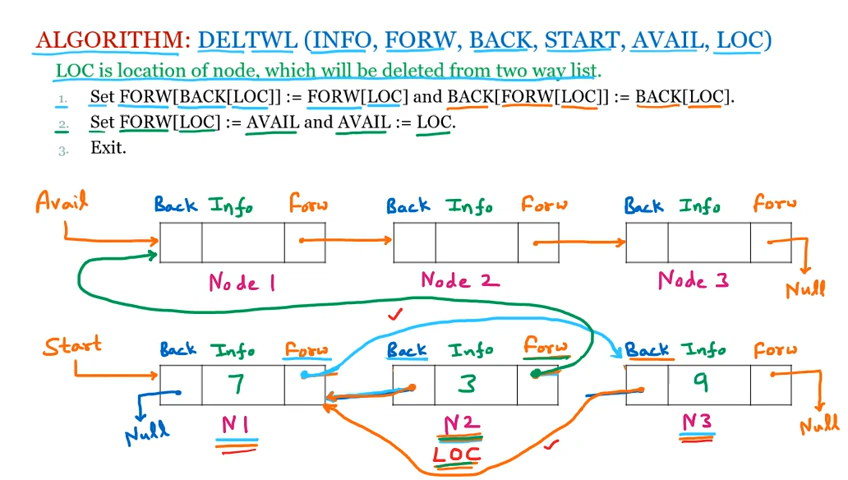 ALGORITHM: DELTWL (INFO, FORW, BACK, START, AVAIL, LOC)
LOC is location of node, which will be deleted from two way list.
1. Set FORW[BACK[LOC]] := FORW[LOC] and BACK[FORW[LOC]] := BACK[LOC].
2. Set FORW[LOC] := AVAIL and AVAIL := LOC.
3. Exit.
Avail Back Info Forw Back Info Forw Back Info Forw
Node 1 Node 2 Node 3 Null
Start Back Info Forw Back Info Forw Back Info Forw
7 3 9
Null N1 N2 N3 Null
LOC